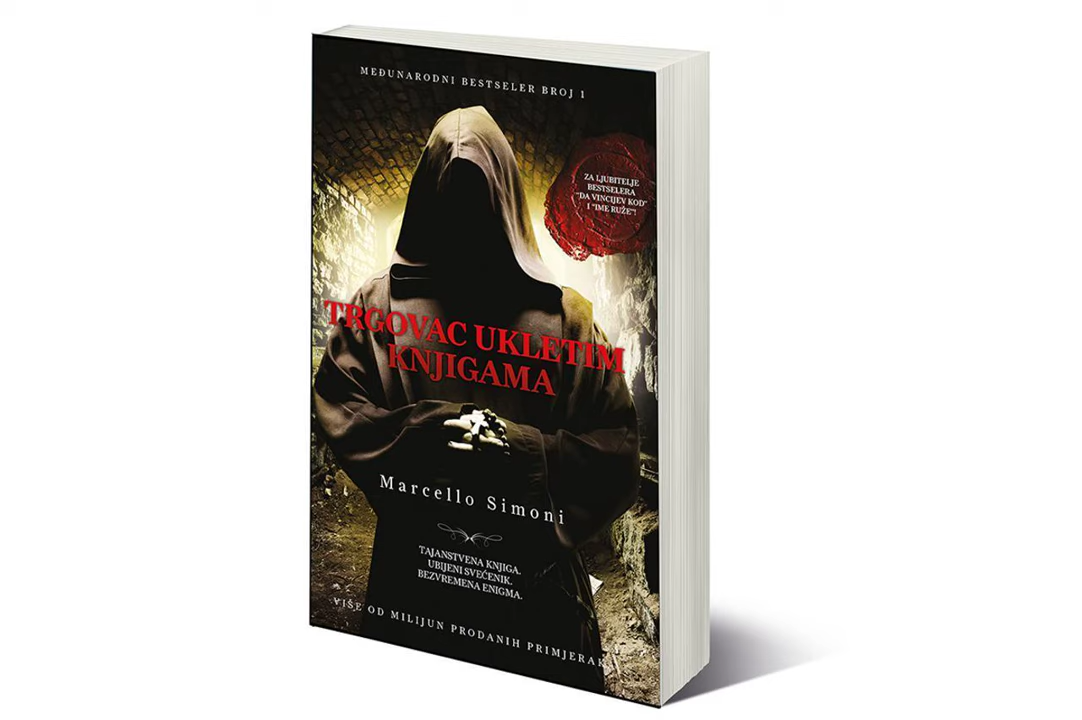 MEĐUNARODNI BESTSELER BROJ 1
ZA LJUBITELJE
BESTSELERA
"DA VINCIJEV KOD"
I "IME RUŽE"!
TRGOVAC UKLETIM
KNJIGAMA
Marcello Simoni
TAJANSTVENA KNJIGA.
UBIJENI SVEĆENIK.
BEZVREMENA ENIGMA.
VIŠE OD MILIJUN PRODANIH PRIMJERAKA